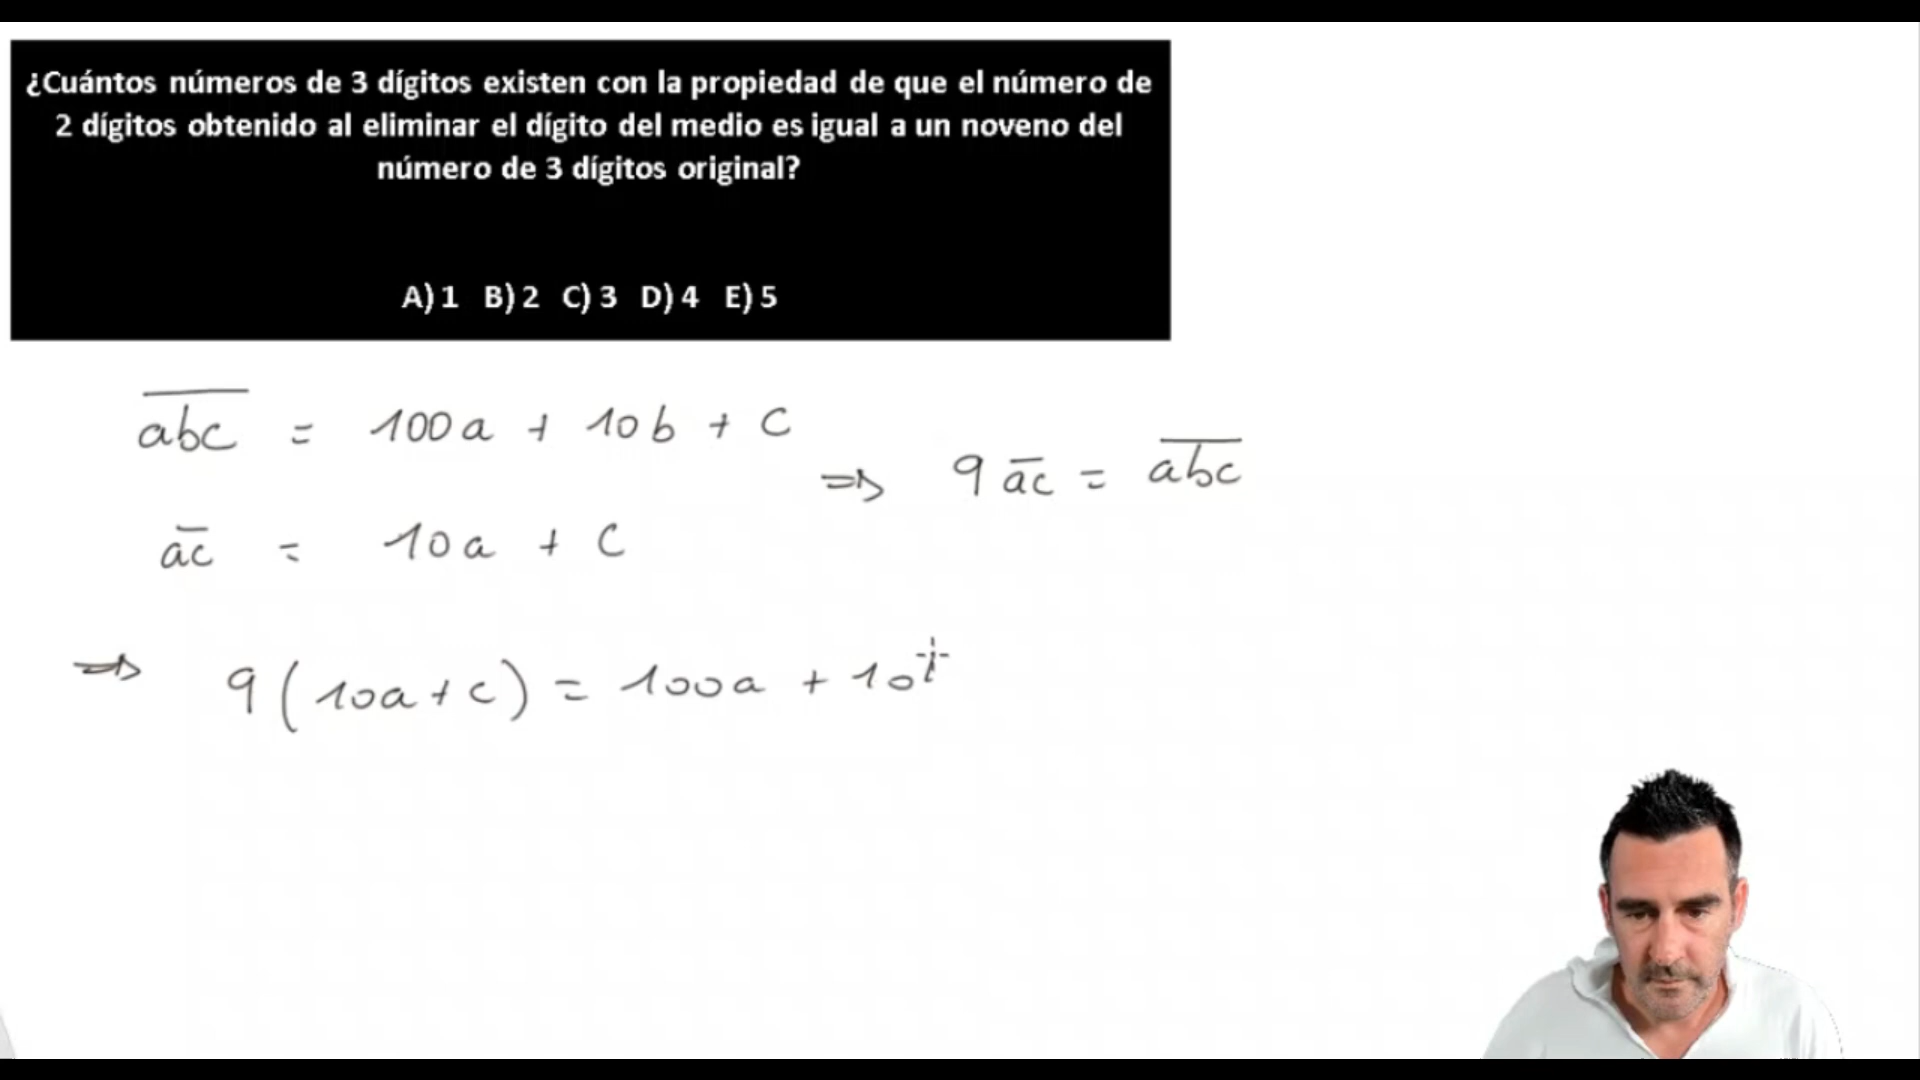 ¿Cuántos números de 3 dígitos existen con la propiedad de que el número de
2 dígitos obtenido al eliminar el dígito del medio es igual a un noveno del
número de 3 dígitos original?
A) 1 B) 2 C) 3 D) 4 E) 5
abc = 100a + 10b + c
⇒ 9 ac = abc
ac = 10a + c
⇒ 9(10a+c) = 100a + 10